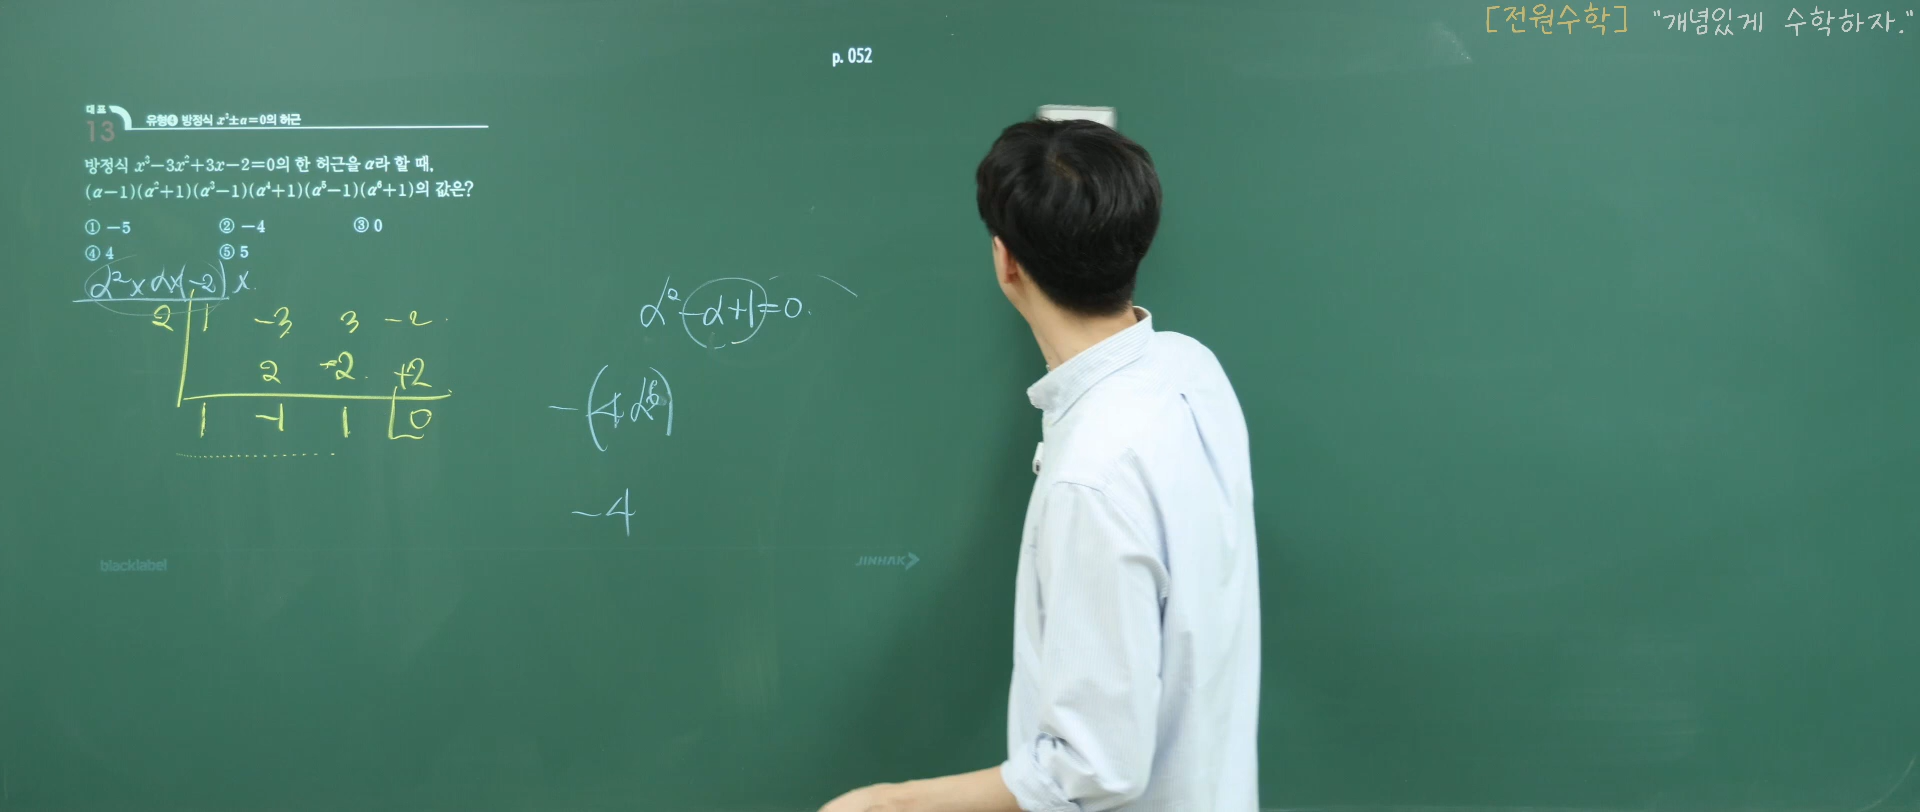 [전원수학] "개념있게 수학하자."
p. 052
대표
13
유형❹ 방정식 x³±a=0의 허근
방정식 x³−3x²+3x−2=0의 한 허근을 α라 할 때,
(α−1)(α²+1)(α³−1)(α⁴+1)(α⁵−1)(α⁶+1)의 값은?
① −5 ② −4 ③ 0
④ 4 ⑤ 5
α²×α×(−2)×
2 1 −3 3 −2
2 −2 +2
1 −1 1 0
α²−α+1=0
−(4α⁶)
−4
blacklabel
JINHAK